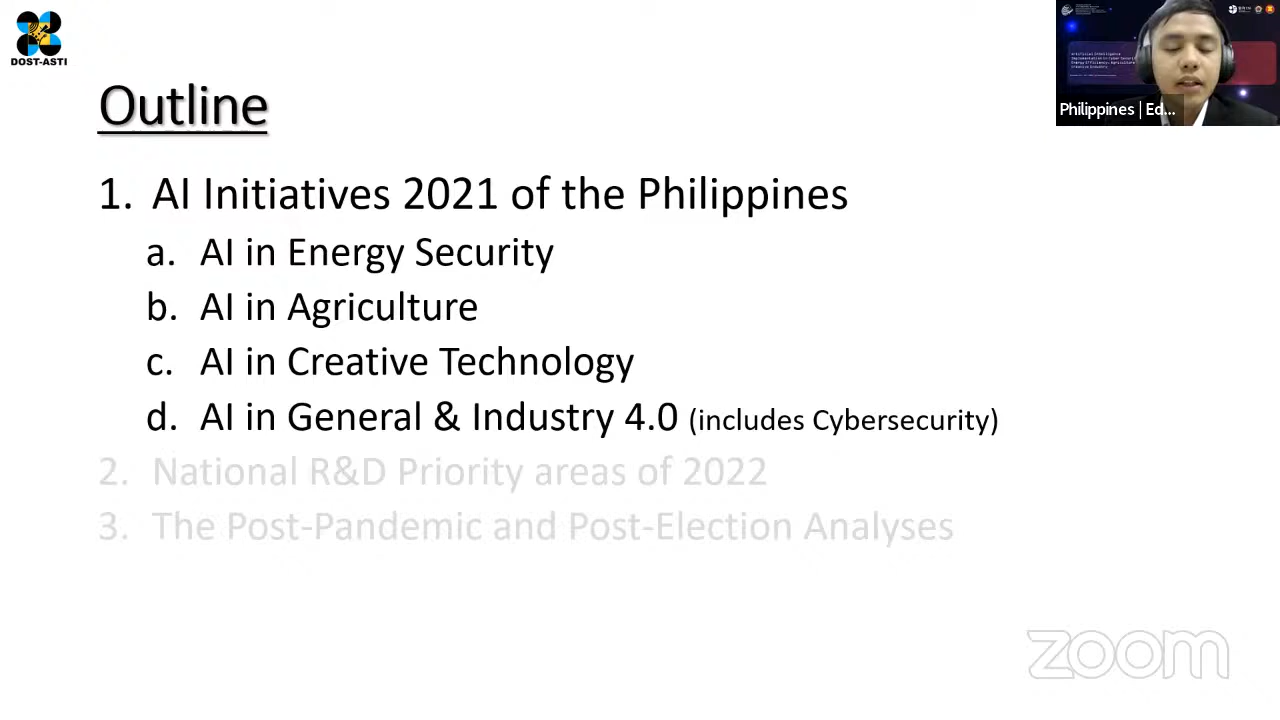 DOST-ASTI
Outline
1. AI Initiatives 2021 of the Philippines
a. AI in Energy Security
b. AI in Agriculture
c. AI in Creative Technology
d. AI in General & Industry 4.0 (includes Cybersecurity)
2. National R&D Priority areas of 2022
3. The Post-Pandemic and Post-Election Analyses
Philippines | Ed...
zoom